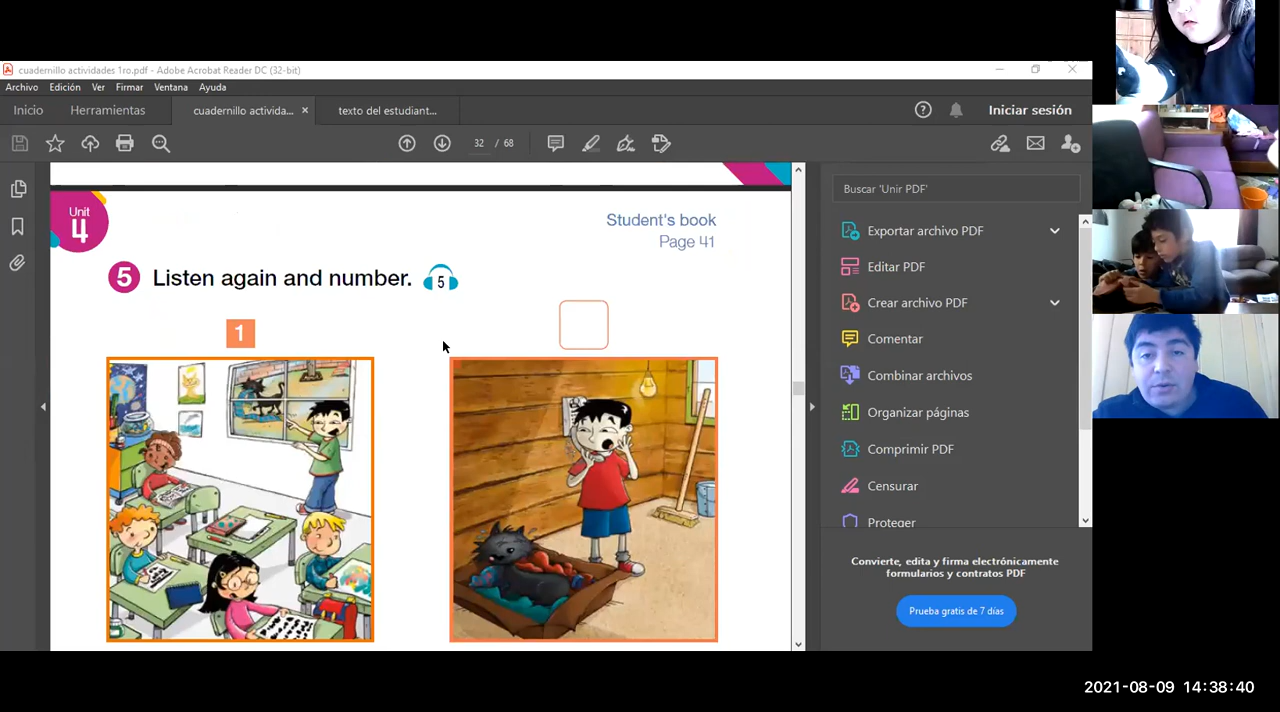 cuadernillo actividades 1ro.pdf - Adobe Acrobat Reader DC (32-bit)
Archivo Edición Ver Firmar Ventana Ayuda
Inicio Herramientas cuadernillo activida... × texto del estudiant... Iniciar sesión
32 / 68
Unit
4
Student's book
Page 41
5 Listen again and number. 5
1
Buscar 'Unir PDF'
Exportar archivo PDF
Editar PDF
Crear archivo PDF
Comentar
Combinar archivos
Organizar páginas
Comprimir PDF
Censurar
Proteger
Convierte, edita y firma electrónicamente
formularios y contratos PDF
Prueba gratis de 7 días
2021-08-09 14:38:40